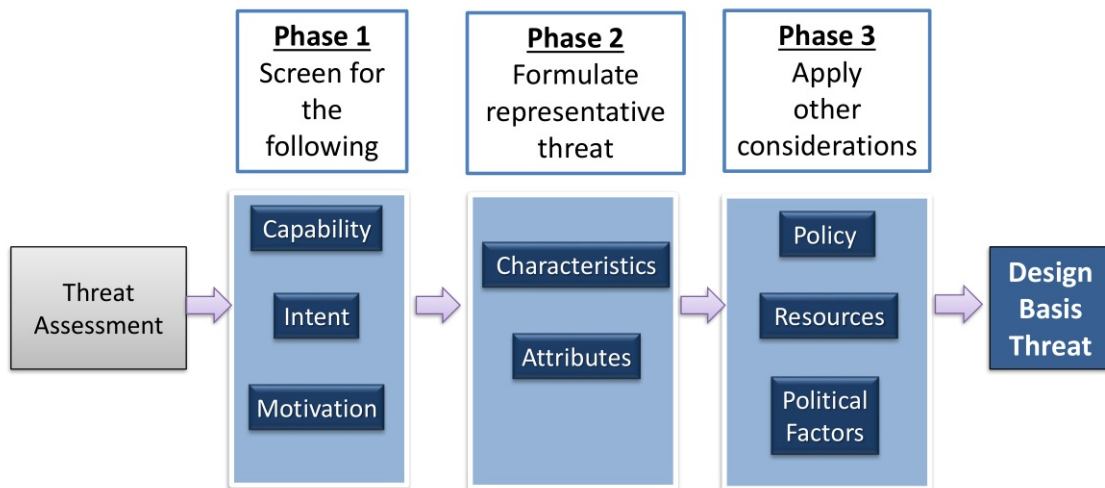 Phase 1
Screen for
the
following
Phase 2
Formulate
representative
threat
Phase 3
Apply
other
considerations
Threat
Assessment
Capability
Intent
Motivation
Characteristics
Attributes
Policy
Resources
Political
Factors
Design
Basis
Threat